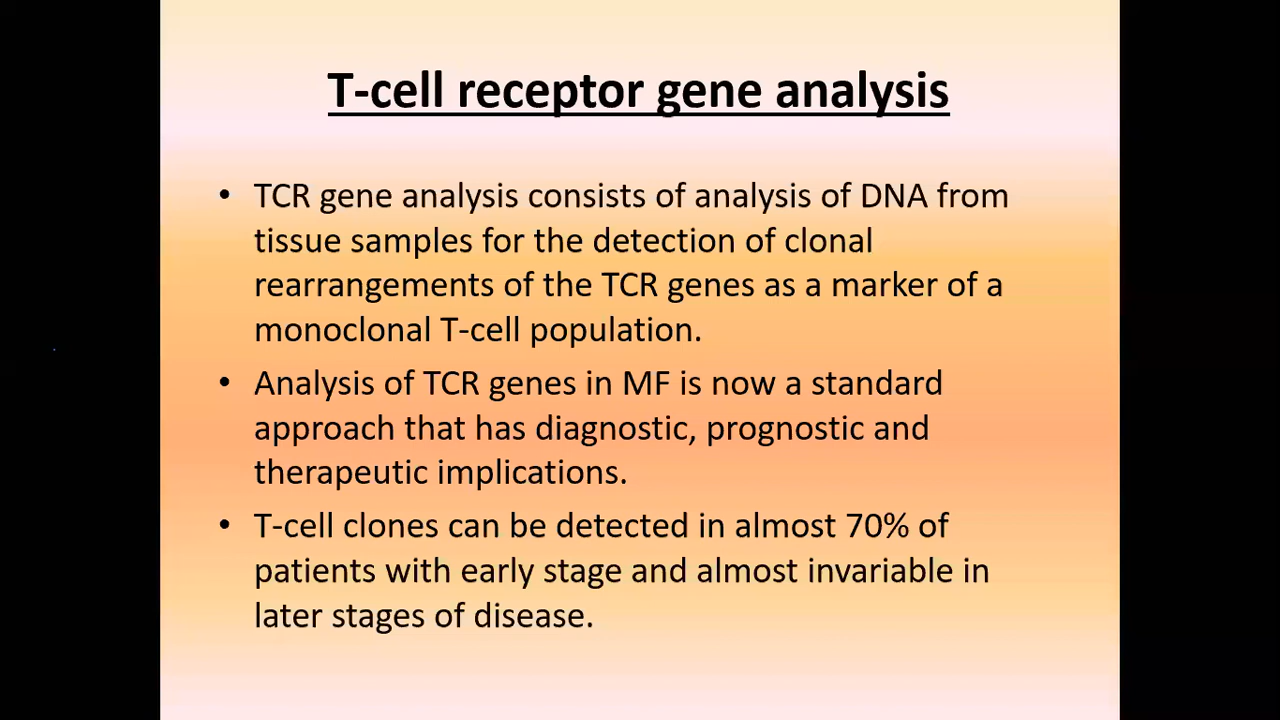 T-cell receptor gene analysis
• TCR gene analysis consists of analysis of DNA from
tissue samples for the detection of clonal
rearrangements of the TCR genes as a marker of a
monoclonal T-cell population.
• Analysis of TCR genes in MF is now a standard
approach that has diagnostic, prognostic and
therapeutic implications.
• T-cell clones can be detected in almost 70% of
patients with early stage and almost invariable in
later stages of disease.